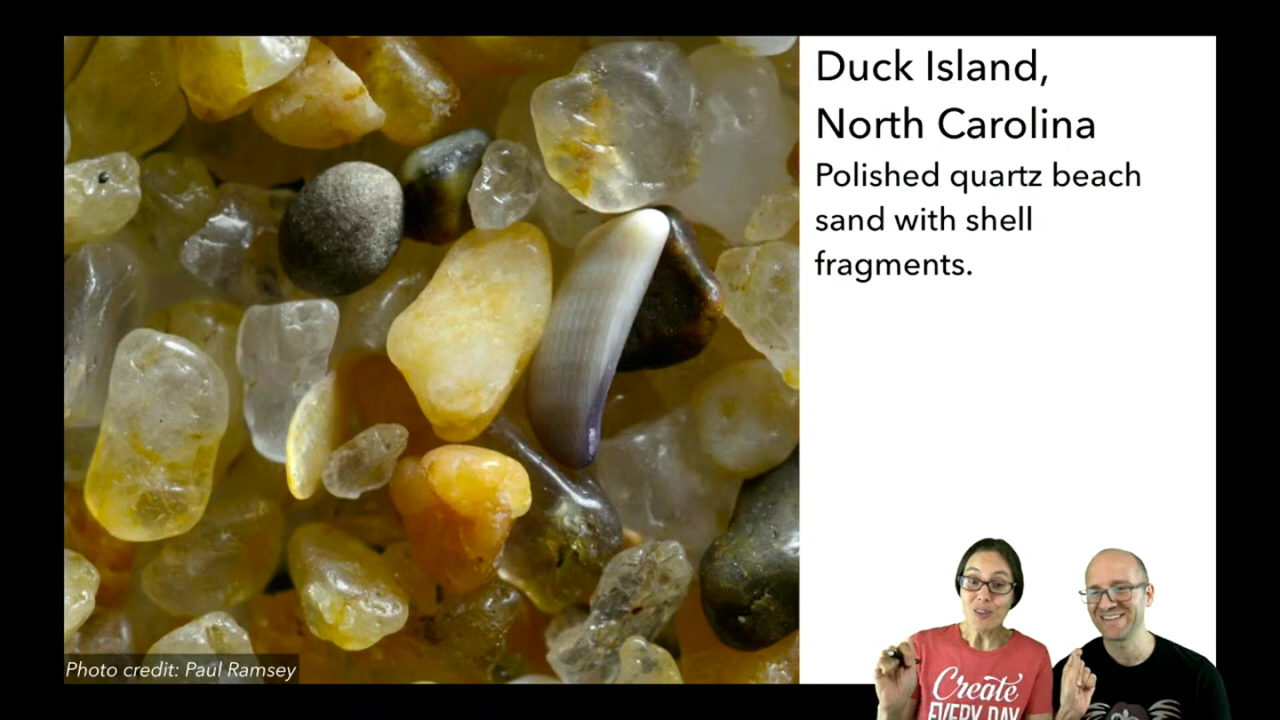 Duck Island,
North Carolina
Polished quartz beach
sand with shell
fragments.
Photo credit: Paul Ramsey
Create
EVERY DAY